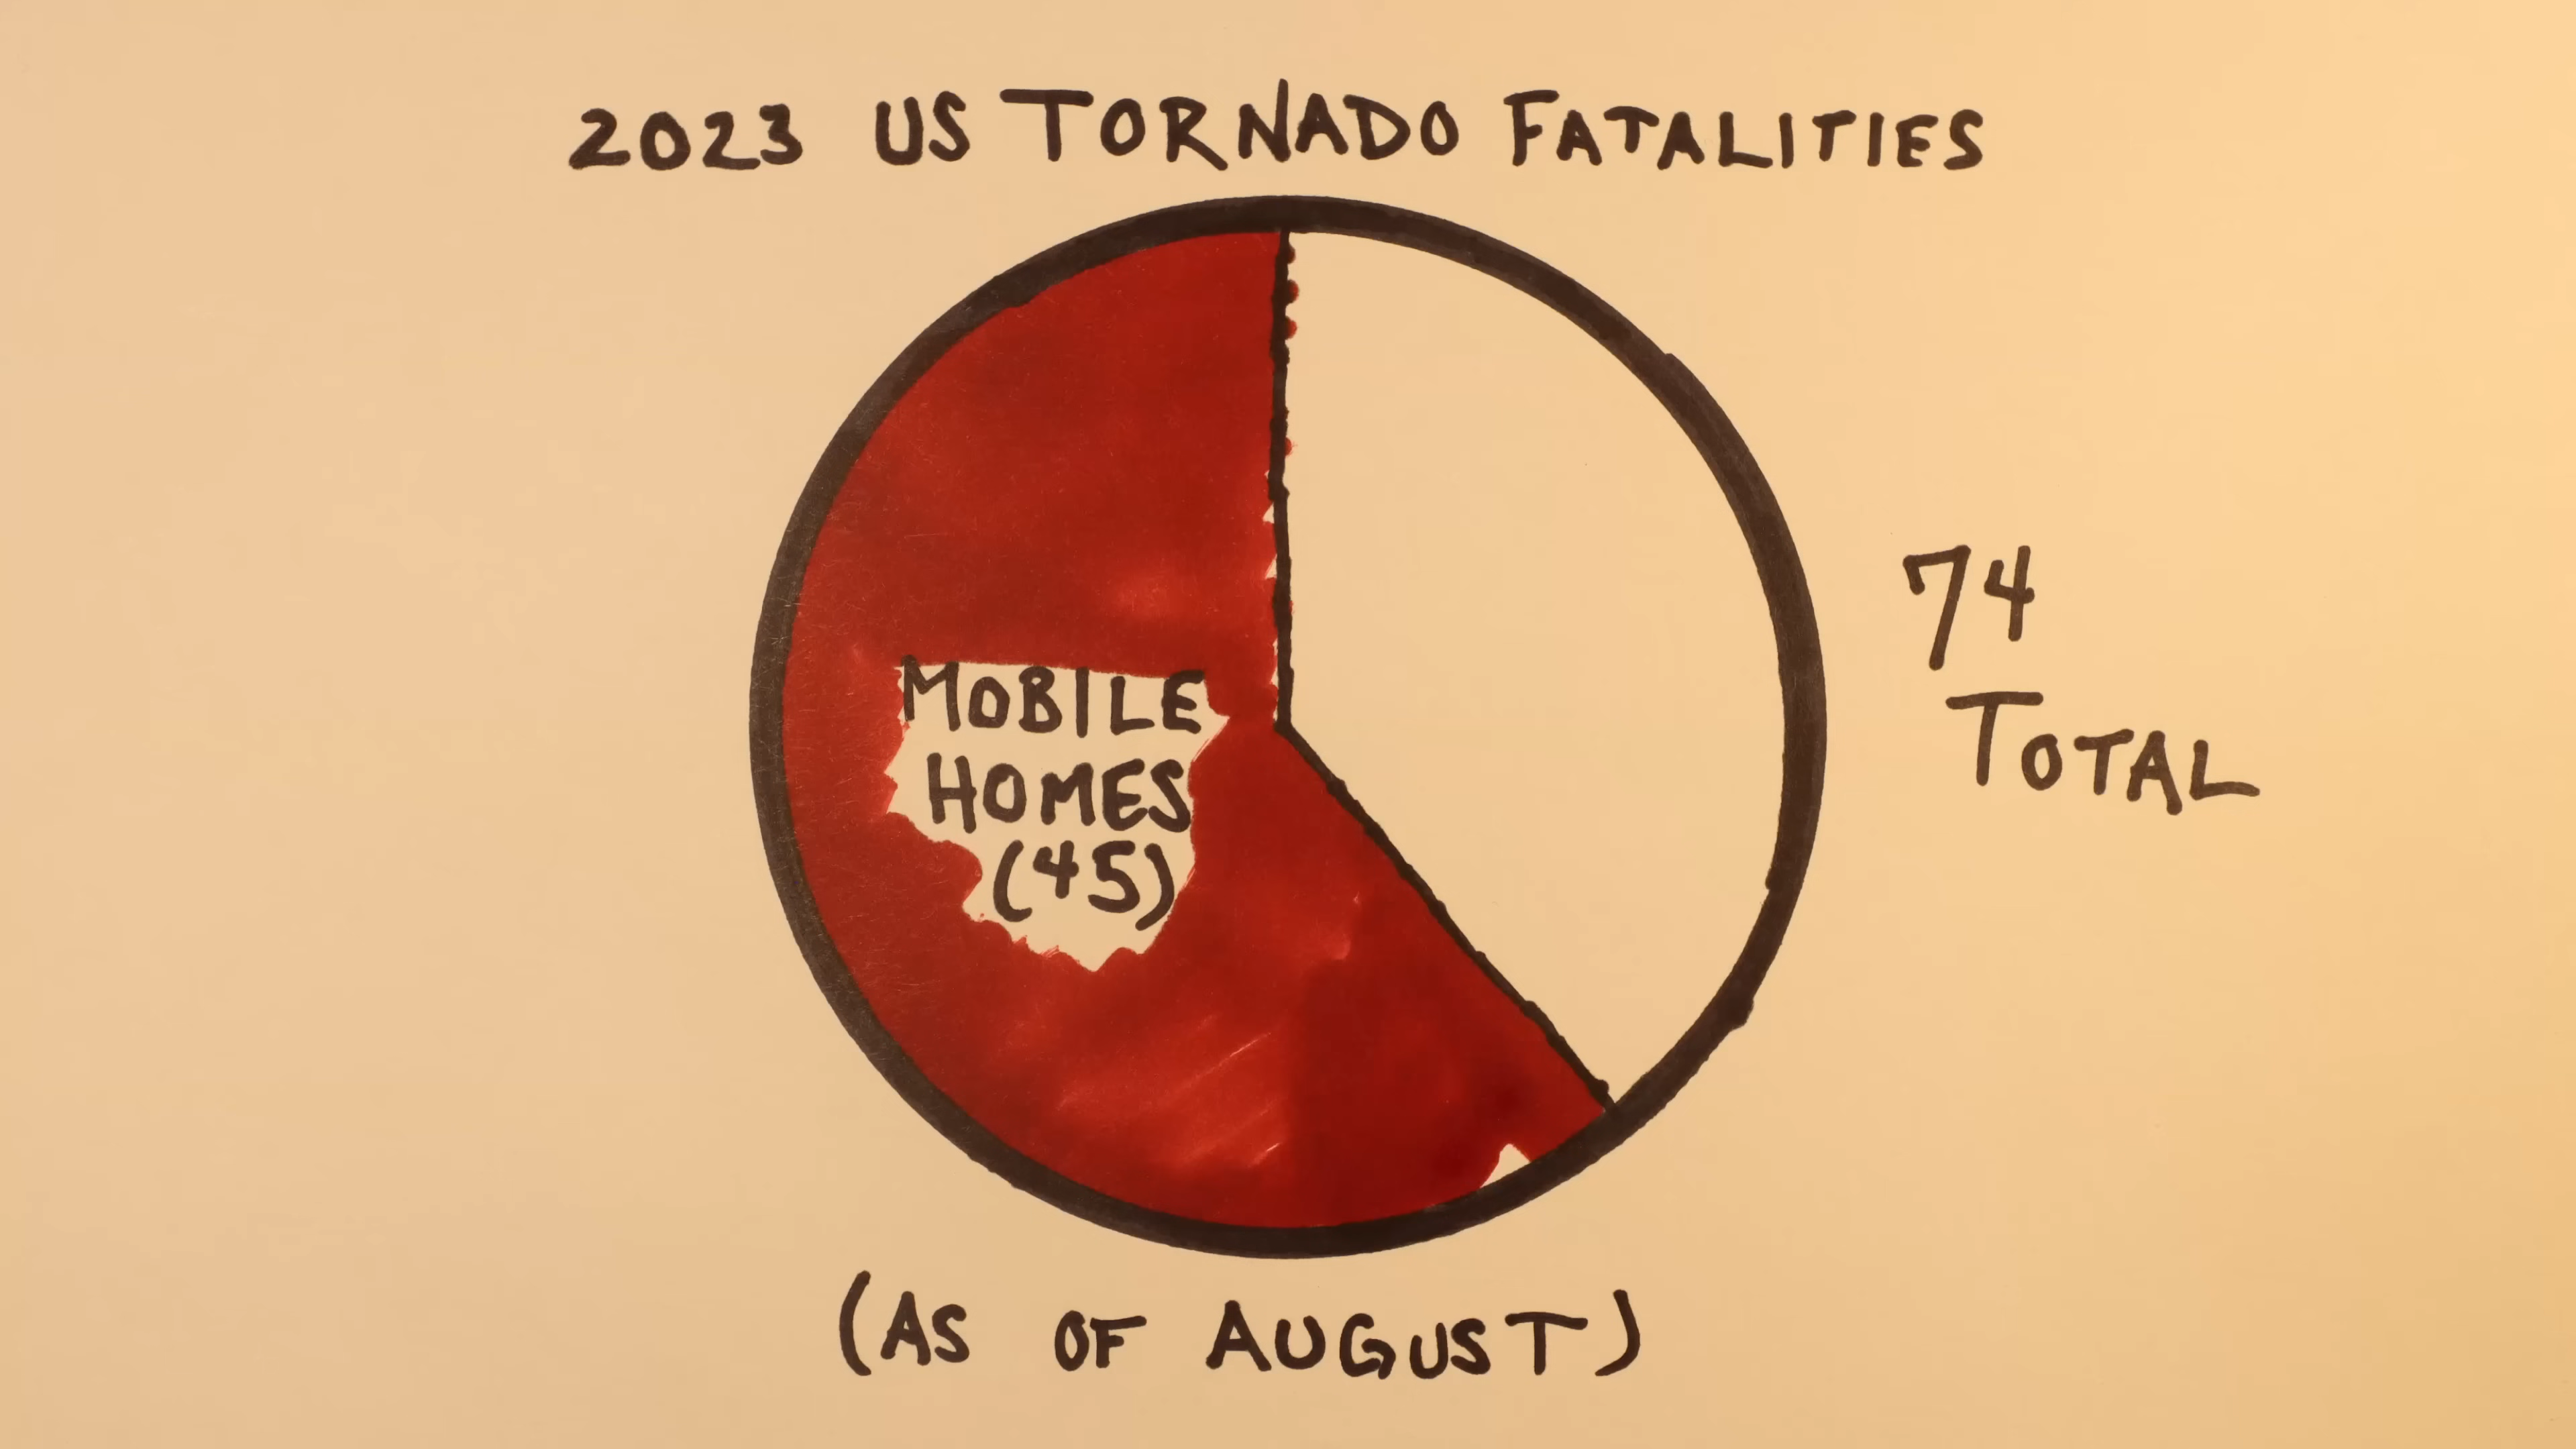 2023 US TORNADO FATALITIES
MOBILE
HOMES
(45)
74
TOTAL
(AS OF AUGUST)